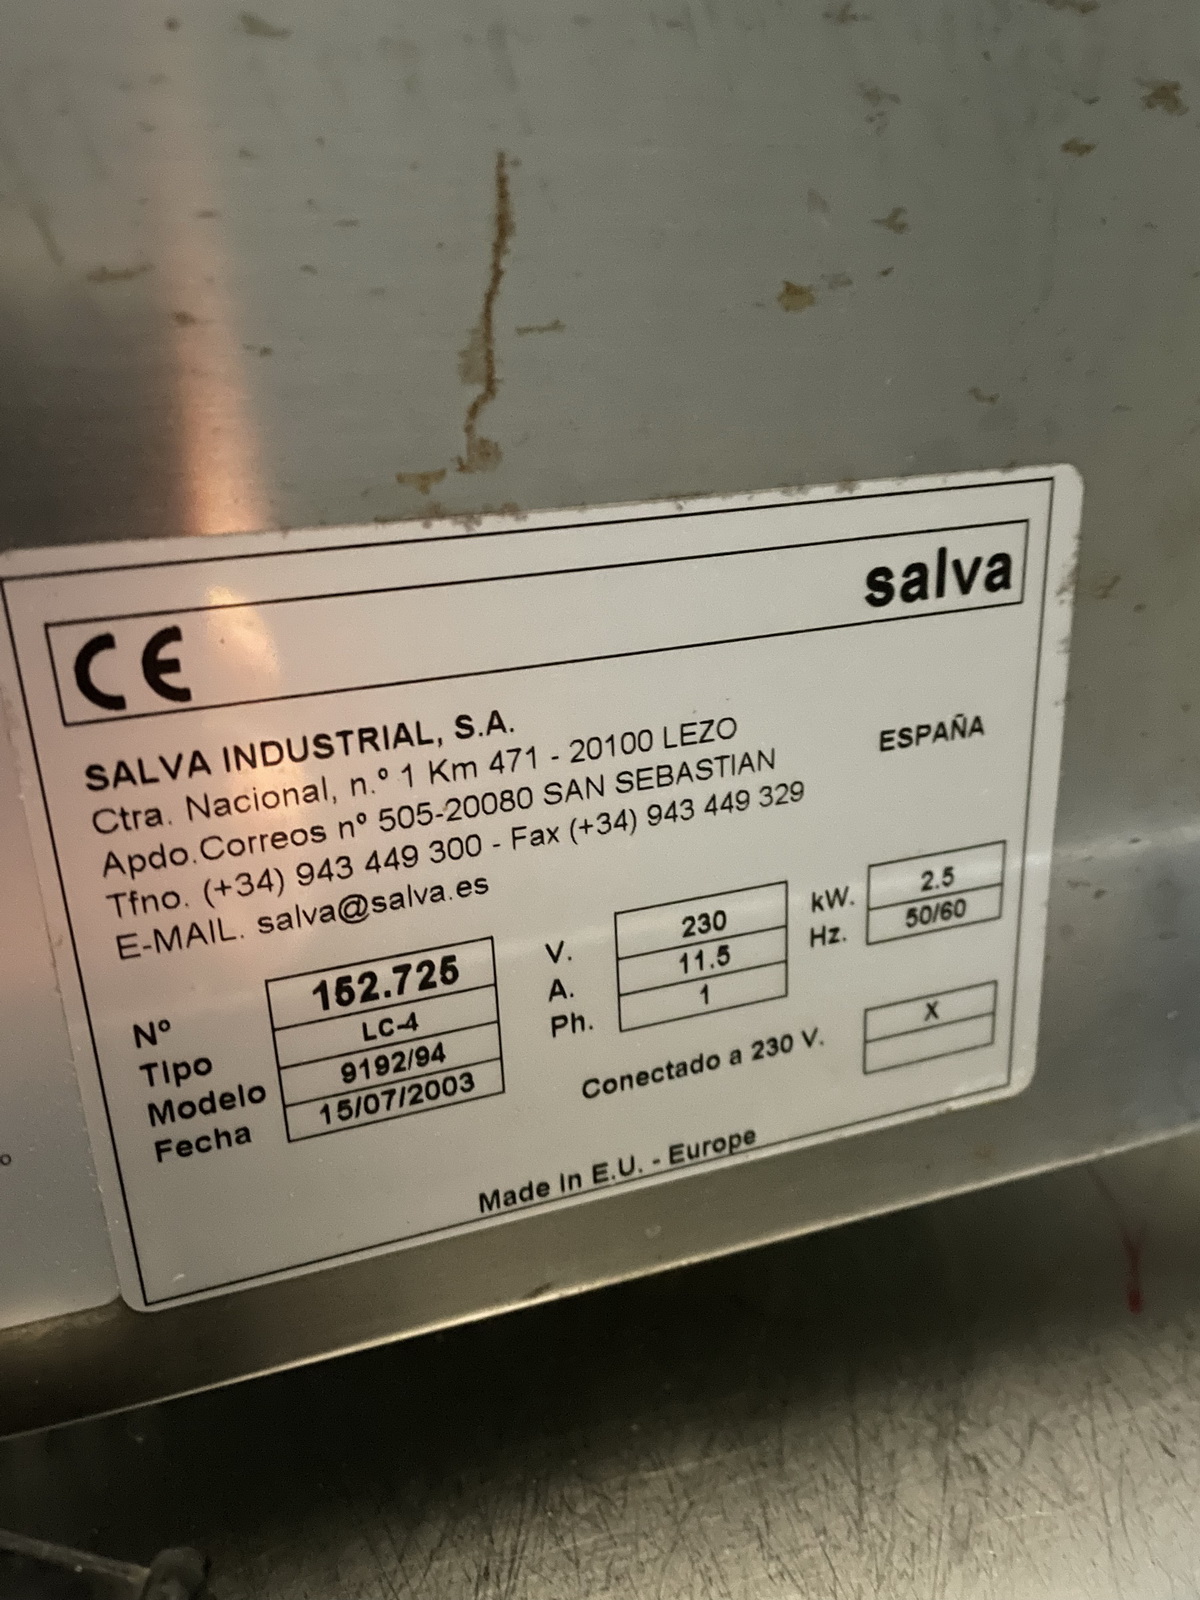 CE
salva
SALVA INDUSTRIAL, S.A.
Ctra. Nacional, n.º 1 Km 471 - 20100 LEZO
ESPAÑA
Apdo.Correos nº 505-20080 SAN SEBASTIAN
Tfno. (+34) 943 449 300 - Fax (+34) 943 449 329
E-MAIL. salva@salva.es
Nº 152.725
Tipo LC-4
Modelo 9192/94
Fecha 15/07/2003
V. 230
A. 11.5
Ph. 1
kW. 2.5
Hz. 50/60
Conectado a 230 V. X
Made in E.U. - Europe